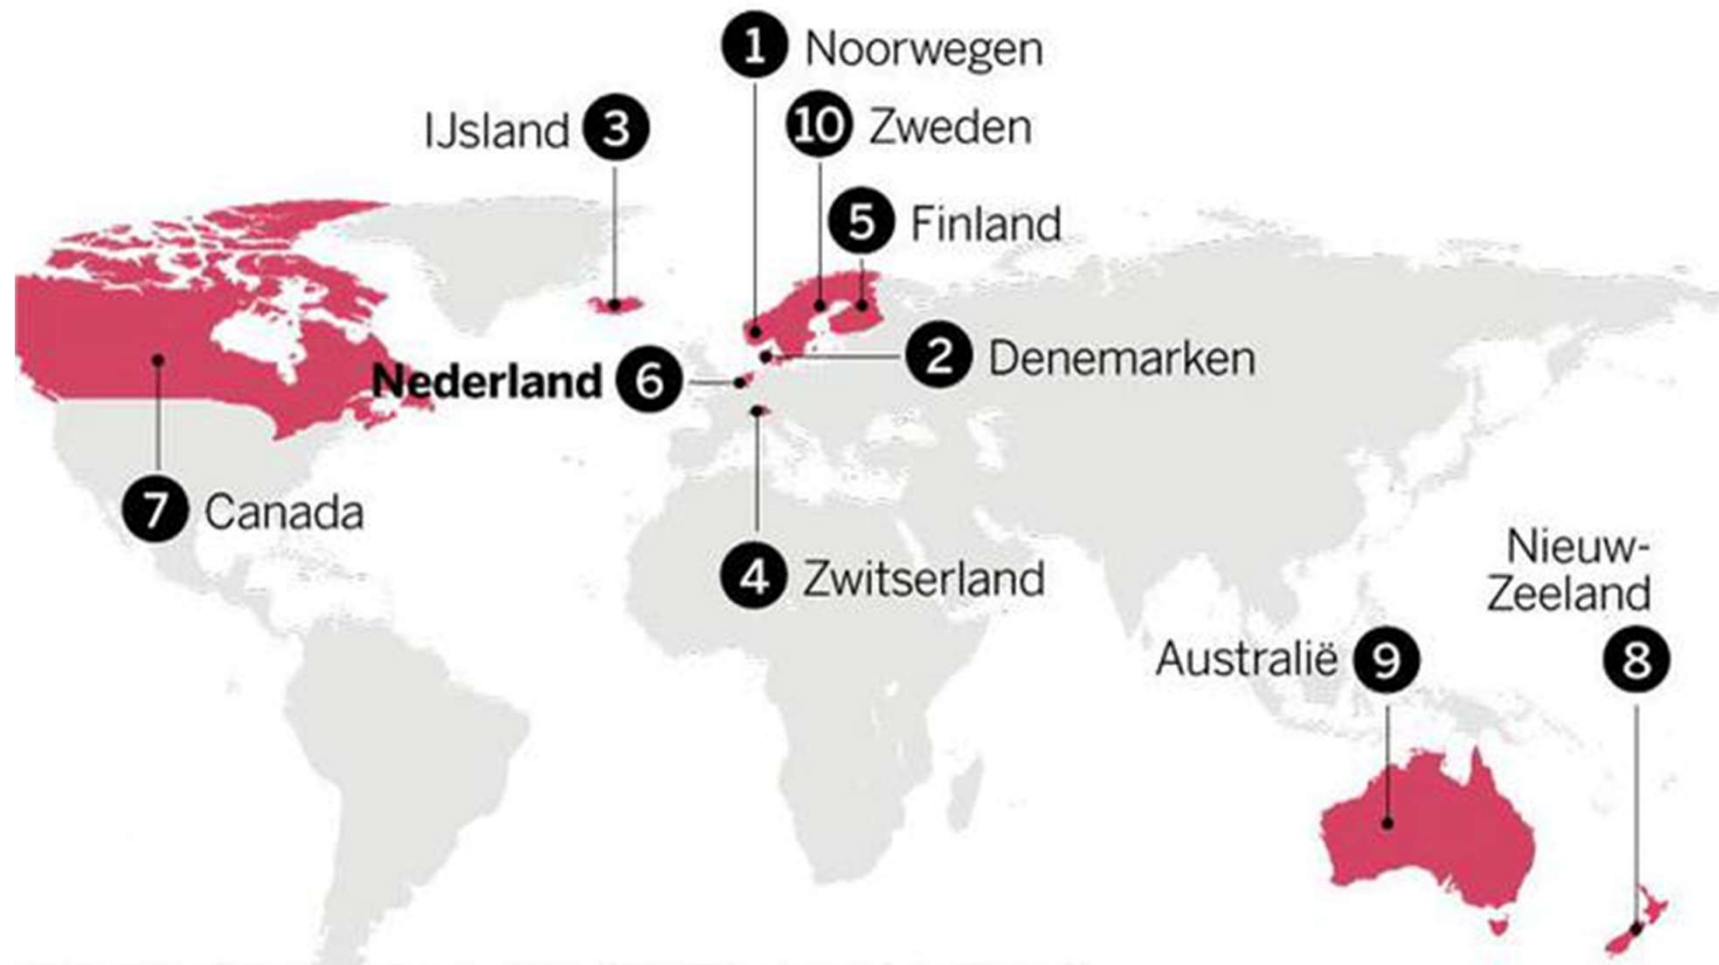 1 Noorwegen
IJsland 3
10 Zweden
5 Finland
2 Denemarken
Nederland 6
4 Zwitserland
7 Canada
Nieuw-
Zeeland
8
Australië 9